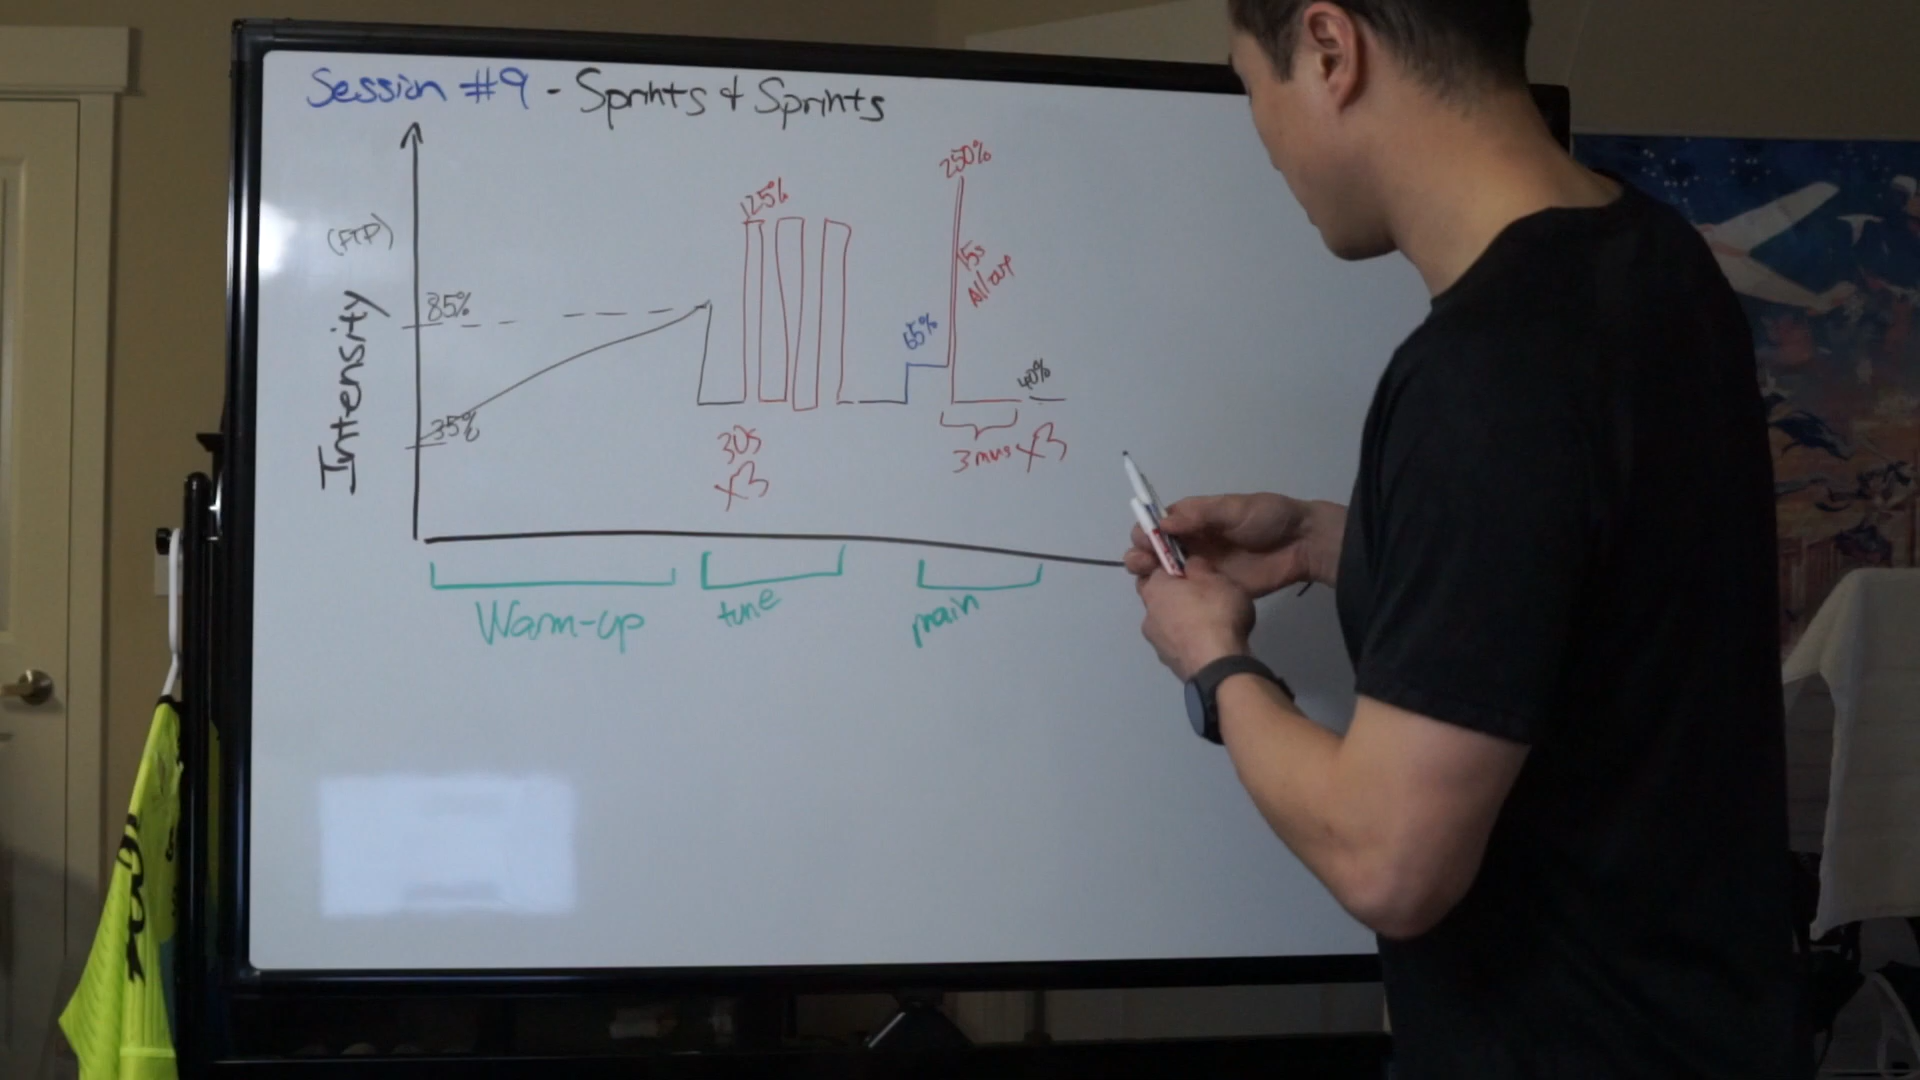 Session #9 - Sprints & Sprints
(FTP)
Intensity
85%
35%
125%
30s
x3
65%
250%
15s
All out
40%
3 mins x3
Warm-up
tune
main